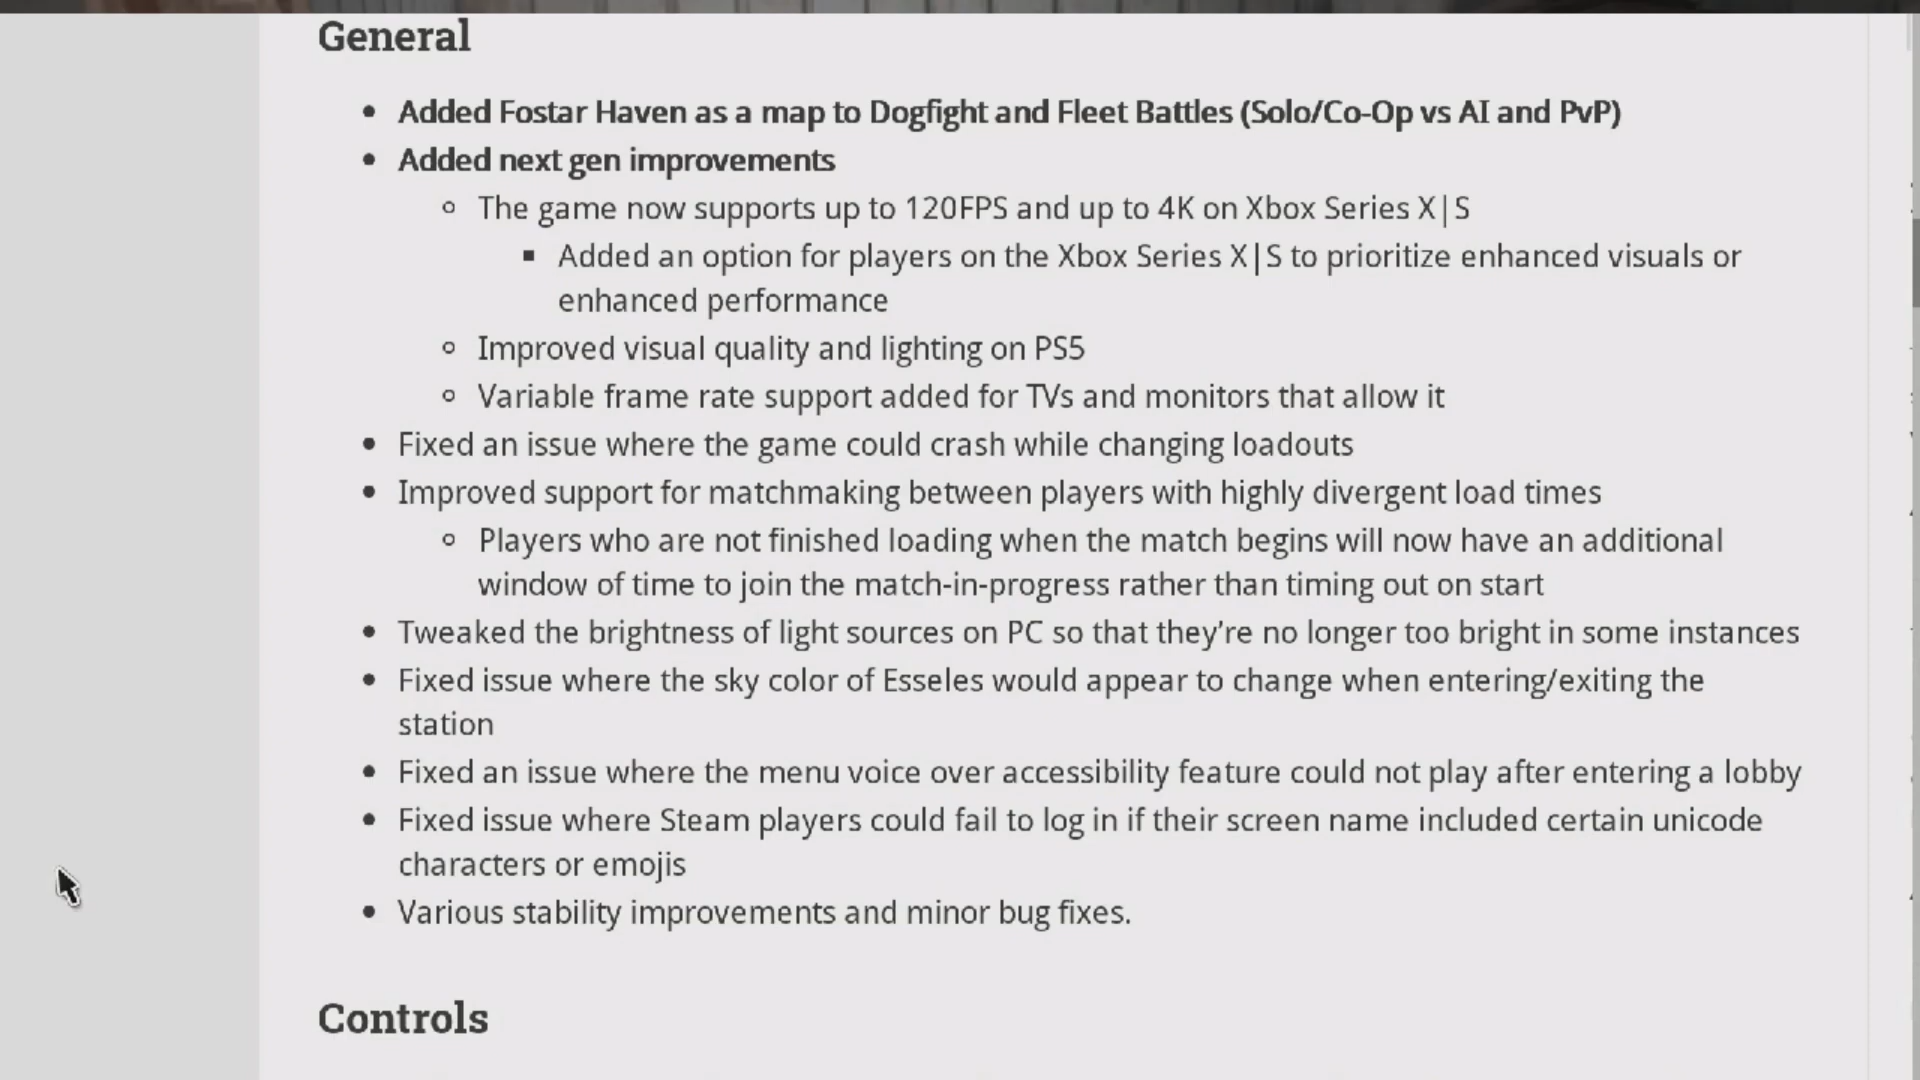 General
• Added Fostar Haven as a map to Dogfight and Fleet Battles (Solo/Co-Op vs AI and PvP)
• Added next gen improvements
○ The game now supports up to 120FPS and up to 4K on Xbox Series X|S
▪ Added an option for players on the Xbox Series X|S to prioritize enhanced visuals or
enhanced performance
○ Improved visual quality and lighting on PS5
○ Variable frame rate support added for TVs and monitors that allow it
• Fixed an issue where the game could crash while changing loadouts
• Improved support for matchmaking between players with highly divergent load times
○ Players who are not finished loading when the match begins will now have an additional
window of time to join the match-in-progress rather than timing out on start
• Tweaked the brightness of light sources on PC so that they’re no longer too bright in some instances
• Fixed issue where the sky color of Esseles would appear to change when entering/exiting the
station
• Fixed an issue where the menu voice over accessibility feature could not play after entering a lobby
• Fixed issue where Steam players could fail to log in if their screen name included certain unicode
characters or emojis
• Various stability improvements and minor bug fixes.
Controls